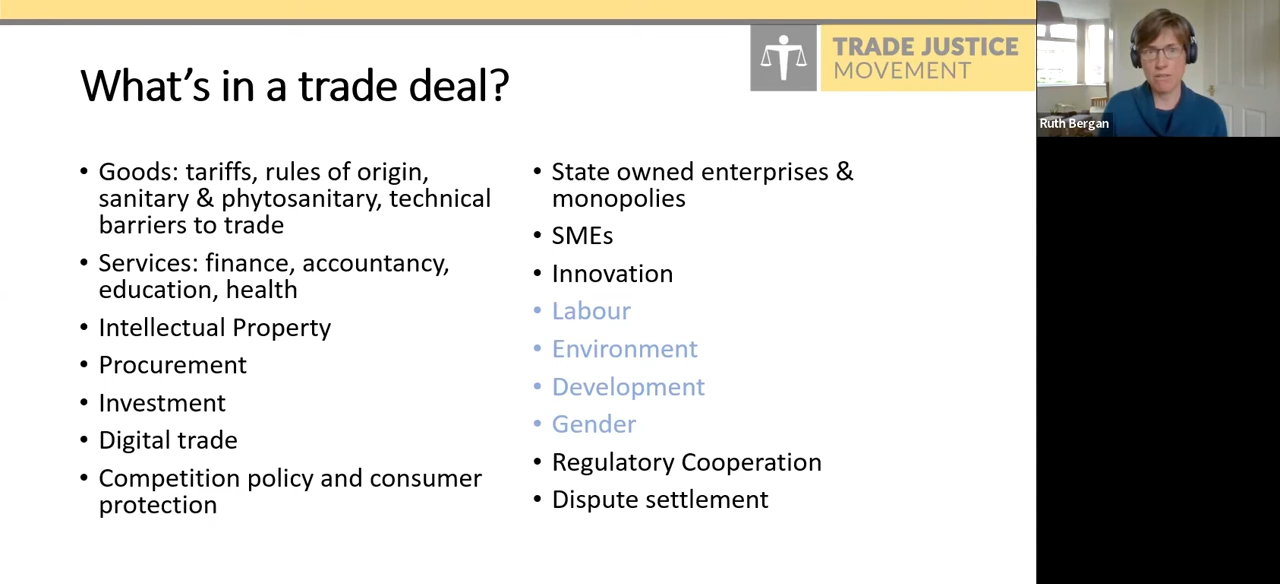 TRADE JUSTICE
MOVEMENT
What's in a trade deal?
• Goods: tariffs, rules of origin,
sanitary & phytosanitary, technical
barriers to trade
• Services: finance, accountancy,
education, health
• Intellectual Property
• Procurement
• Investment
• Digital trade
• Competition policy and consumer
protection
• State owned enterprises &
monopolies
• SMEs
• Innovation
• Labour
• Environment
• Development
• Gender
• Regulatory Cooperation
• Dispute settlement
Ruth Bergan